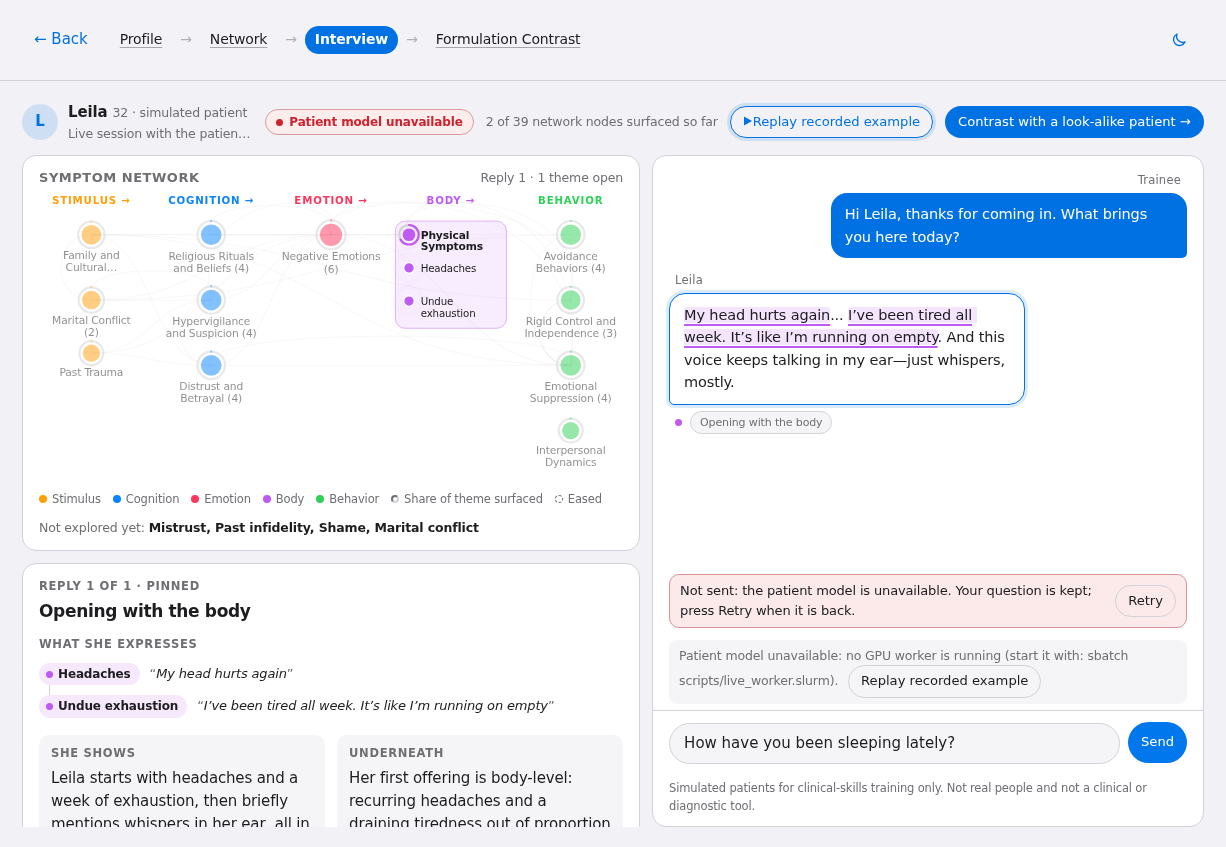 ← Back
Profile → Network → Interview → Formulation Contrast
L
Leila 32 · simulated patient
Live session with the patien...
Patient model unavailable
2 of 39 network nodes surfaced so far
▶Replay recorded example
Contrast with a look-alike patient →
SYMPTOM NETWORK
Reply 1 · 1 theme open
STIMULUS → COGNITION → EMOTION → BODY → BEHAVIOR
Family and
Cultural...
Marital Conflict
(2)
Past Trauma
Religious Rituals
and Beliefs (4)
Hypervigilance
and Suspicion (4)
Distrust and
Betrayal (4)
Negative Emotions
(6)
Physical
Symptoms
Headaches
Undue
exhaustion
Avoidance
Behaviors (4)
Rigid Control and
Independence (3)
Emotional
Suppression (4)
Interpersonal
Dynamics
Stimulus Cognition Emotion Body Behavior Share of theme surfaced Eased
Not explored yet: Mistrust, Past infidelity, Shame, Marital conflict
REPLY 1 OF 1 · PINNED
Opening with the body
WHAT SHE EXPRESSES
Headaches “My head hurts again”
Undue exhaustion “I’ve been tired all week. It’s like I’m running on empty”
SHE SHOWS
Leila starts with headaches and a
week of exhaustion, then briefly
mentions whispers in her ear, all in
UNDERNEATH
Her first offering is body-level:
recurring headaches and a
draining tiredness out of proportion
Trainee
Hi Leila, thanks for coming in. What brings
you here today?
Leila
My head hurts again... I’ve been tired all
week. It’s like I’m running on empty. And this
voice keeps talking in my ear—just whispers,
mostly.
Opening with the body
Not sent: the patient model is unavailable. Your question is kept;
press Retry when it is back.
Retry
Patient model unavailable: no GPU worker is running (start it with: sbatch
scripts/live_worker.slurm). Replay recorded example
How have you been sleeping lately?
Send
Simulated patients for clinical-skills training only. Not real people and not a clinical or
diagnostic tool.